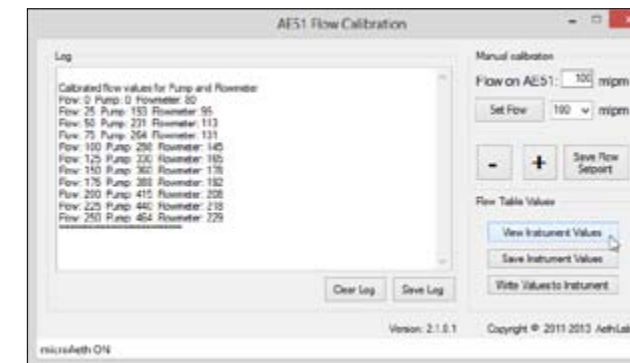 AE51 Flow Calibration
Log
Calibrated flow values for Pump and Flowmeter
Flow: 0 Pump: 0 Flowmeter: 80
Flow: 25 Pump: 193 Flowmeter: 95
Flow: 50 Pump: 231 Flowmeter: 113
Flow: 75 Pump: 264 Flowmeter: 131
Flow: 100 Pump: 298 Flowmeter: 145
Flow: 125 Pump: 330 Flowmeter: 165
Flow: 150 Pump: 360 Flowmeter: 178
Flow: 175 Pump: 388 Flowmeter: 192
Flow: 200 Pump: 415 Flowmeter: 208
Flow: 225 Pump: 440 Flowmeter: 218
Flow: 250 Pump: 464 Flowmeter: 229
Clear Log
Save Log
Manual calibration
Flow on AE51: 100 mlpm
Set Flow 100 mlpm
- + Save Flow
Setpoint
Flow Table Values
View Instrument Values
Save Instrument Values
Write Values to Instrument
Version: 2.1.0.1
Copyright © 2011 2013 AethLab
microAeth ON